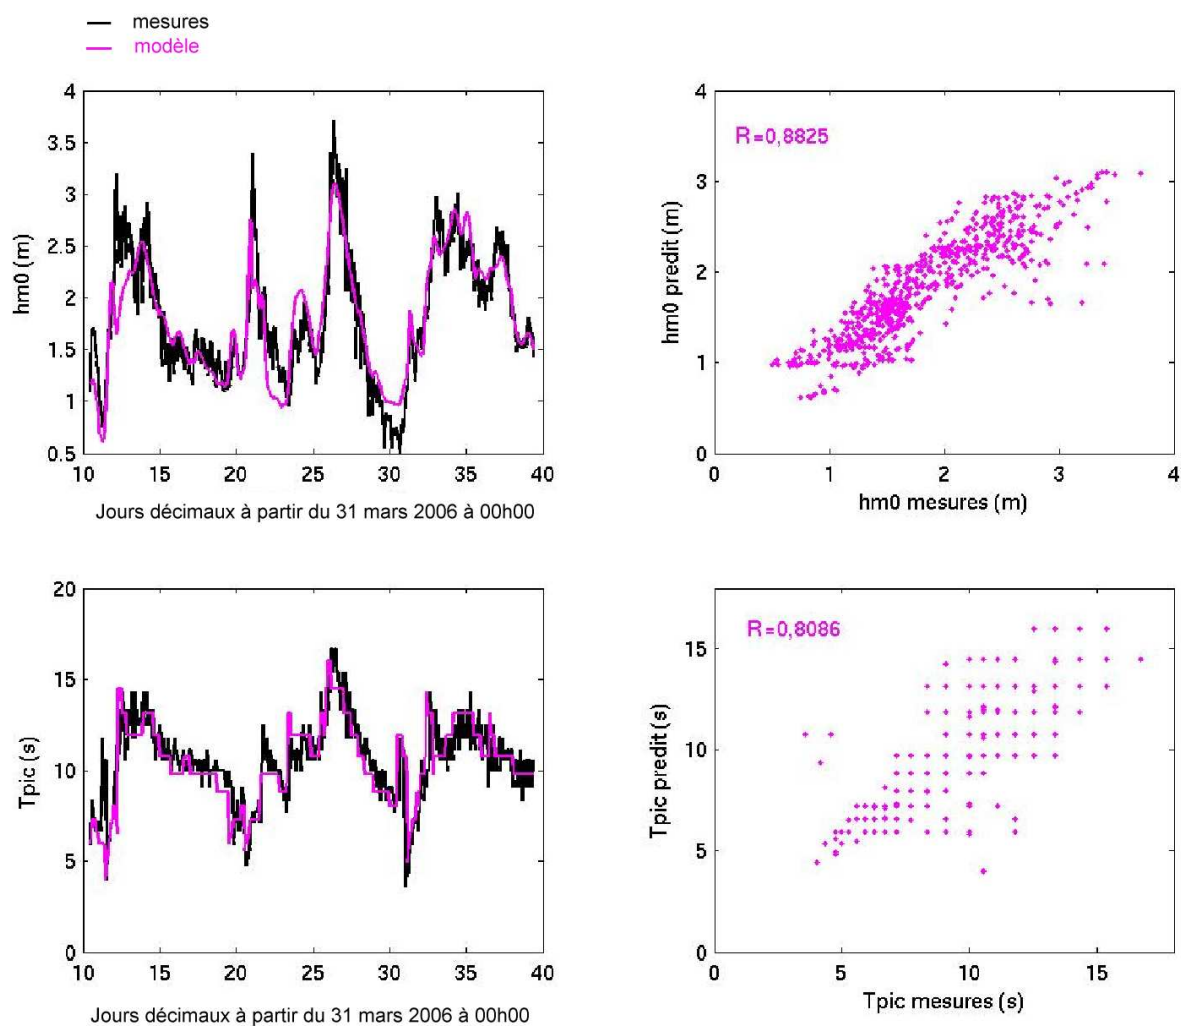 mesures
modèle
4
3.5
3
2.5
2
1.5
1
0.5
hm0 (m)
10 15 20 25 30 35 40
Jours décimaux à partir du 31 mars 2006 à 00h00
4
3
2
1
0
hm0 predit (m)
R=0,8825
0 1 2 3 4
hm0 mesures (m)
20
15
10
5
0
Tpic (s)
10 15 20 25 30 35 40
Jours décimaux à partir du 31 mars 2006 à 00h00
15
10
5
0
Tpic predit (s)
R=0,8086
0 5 10 15
Tpic mesures (s)